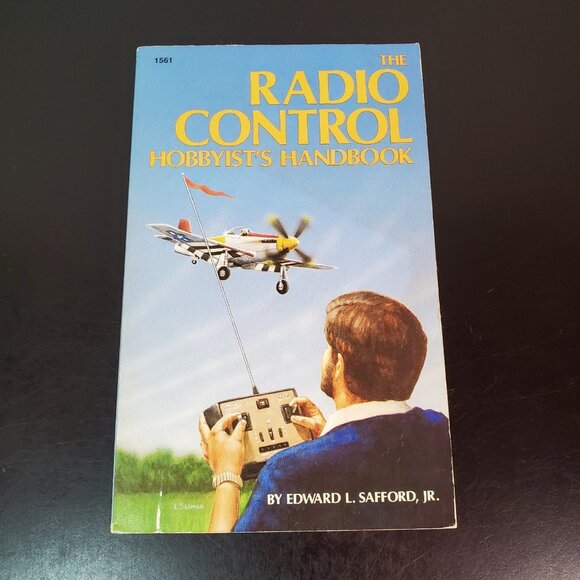 1561
THE
RADIO
CONTROL
HOBBYIST'S HANDBOOK
BY EDWARD L. SAFFORD, JR.